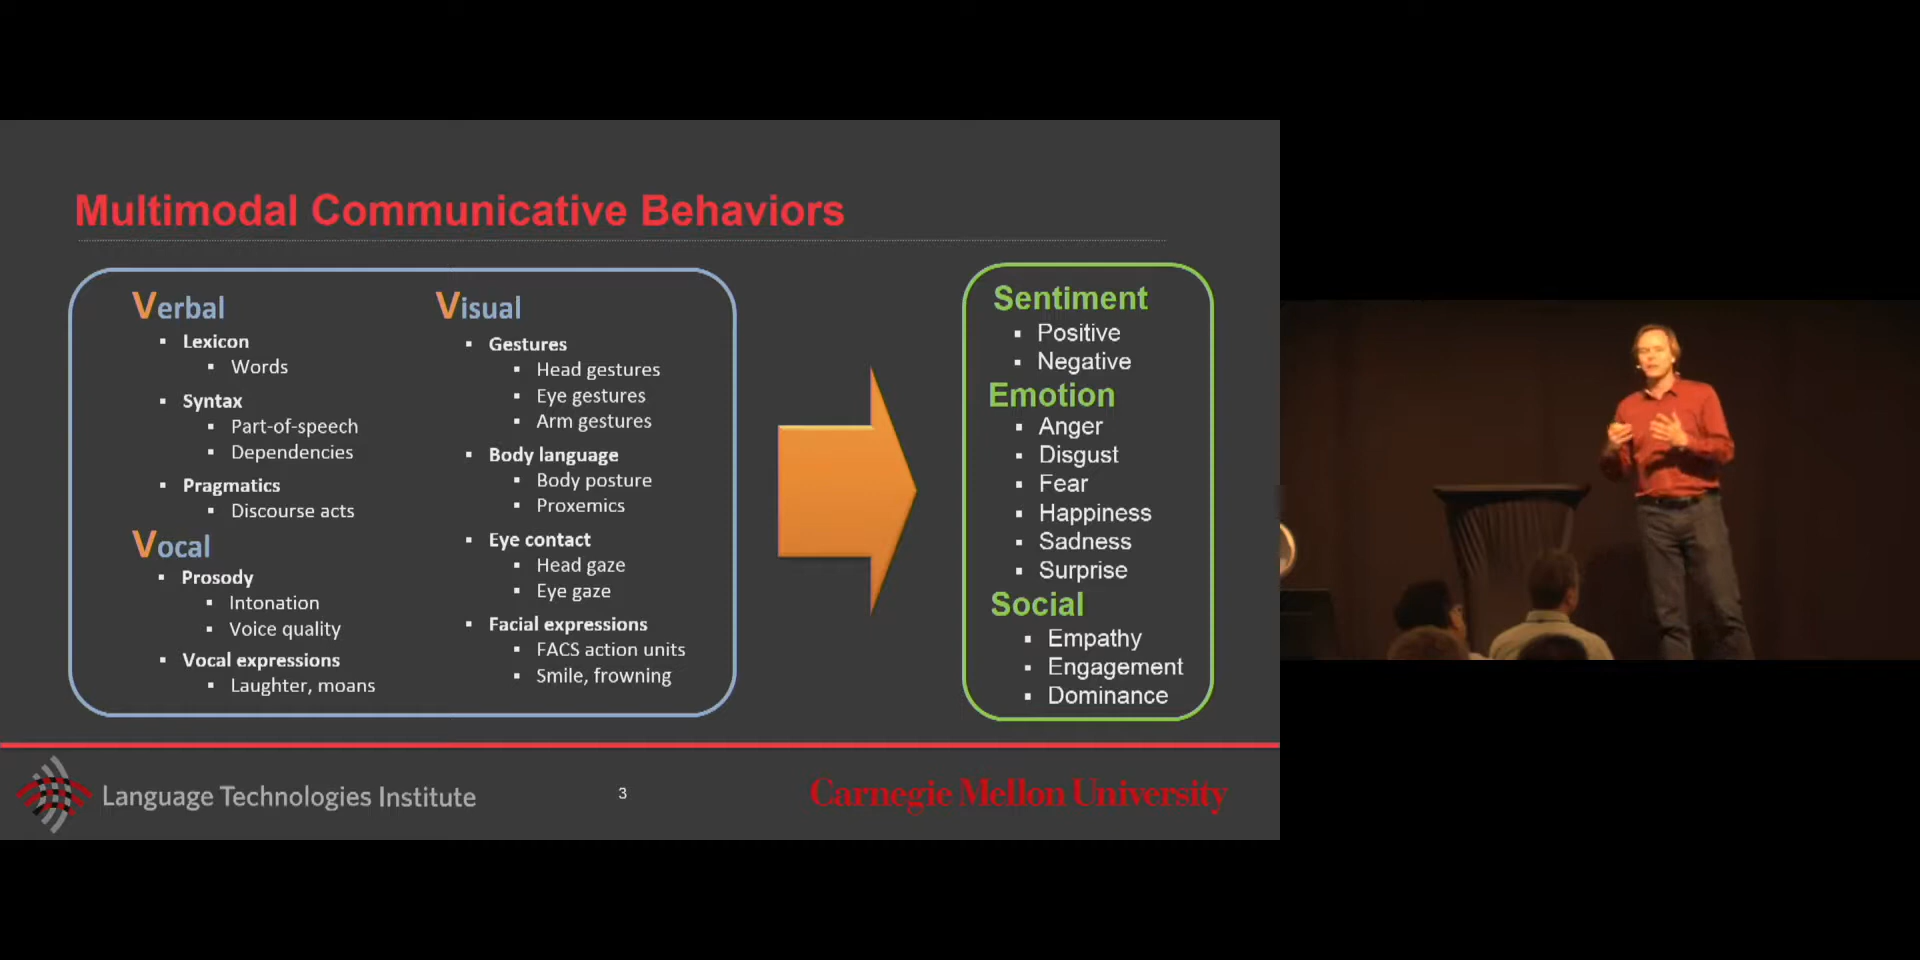 Multimodal Communicative Behaviors
Verbal
▪ Lexicon
▪ Words
▪ Syntax
▪ Part-of-speech
▪ Dependencies
▪ Pragmatics
▪ Discourse acts
Vocal
▪ Prosody
▪ Intonation
▪ Voice quality
▪ Vocal expressions
▪ Laughter, moans
Visual
▪ Gestures
▪ Head gestures
▪ Eye gestures
▪ Arm gestures
▪ Body language
▪ Body posture
▪ Proxemics
▪ Eye contact
▪ Head gaze
▪ Eye gaze
▪ Facial expressions
▪ FACS action units
▪ Smile, frowning
Sentiment
▪ Positive
▪ Negative
Emotion
▪ Anger
▪ Disgust
▪ Fear
▪ Happiness
▪ Sadness
▪ Surprise
Social
▪ Empathy
▪ Engagement
▪ Dominance
Language Technologies Institute
3
Carnegie Mellon University